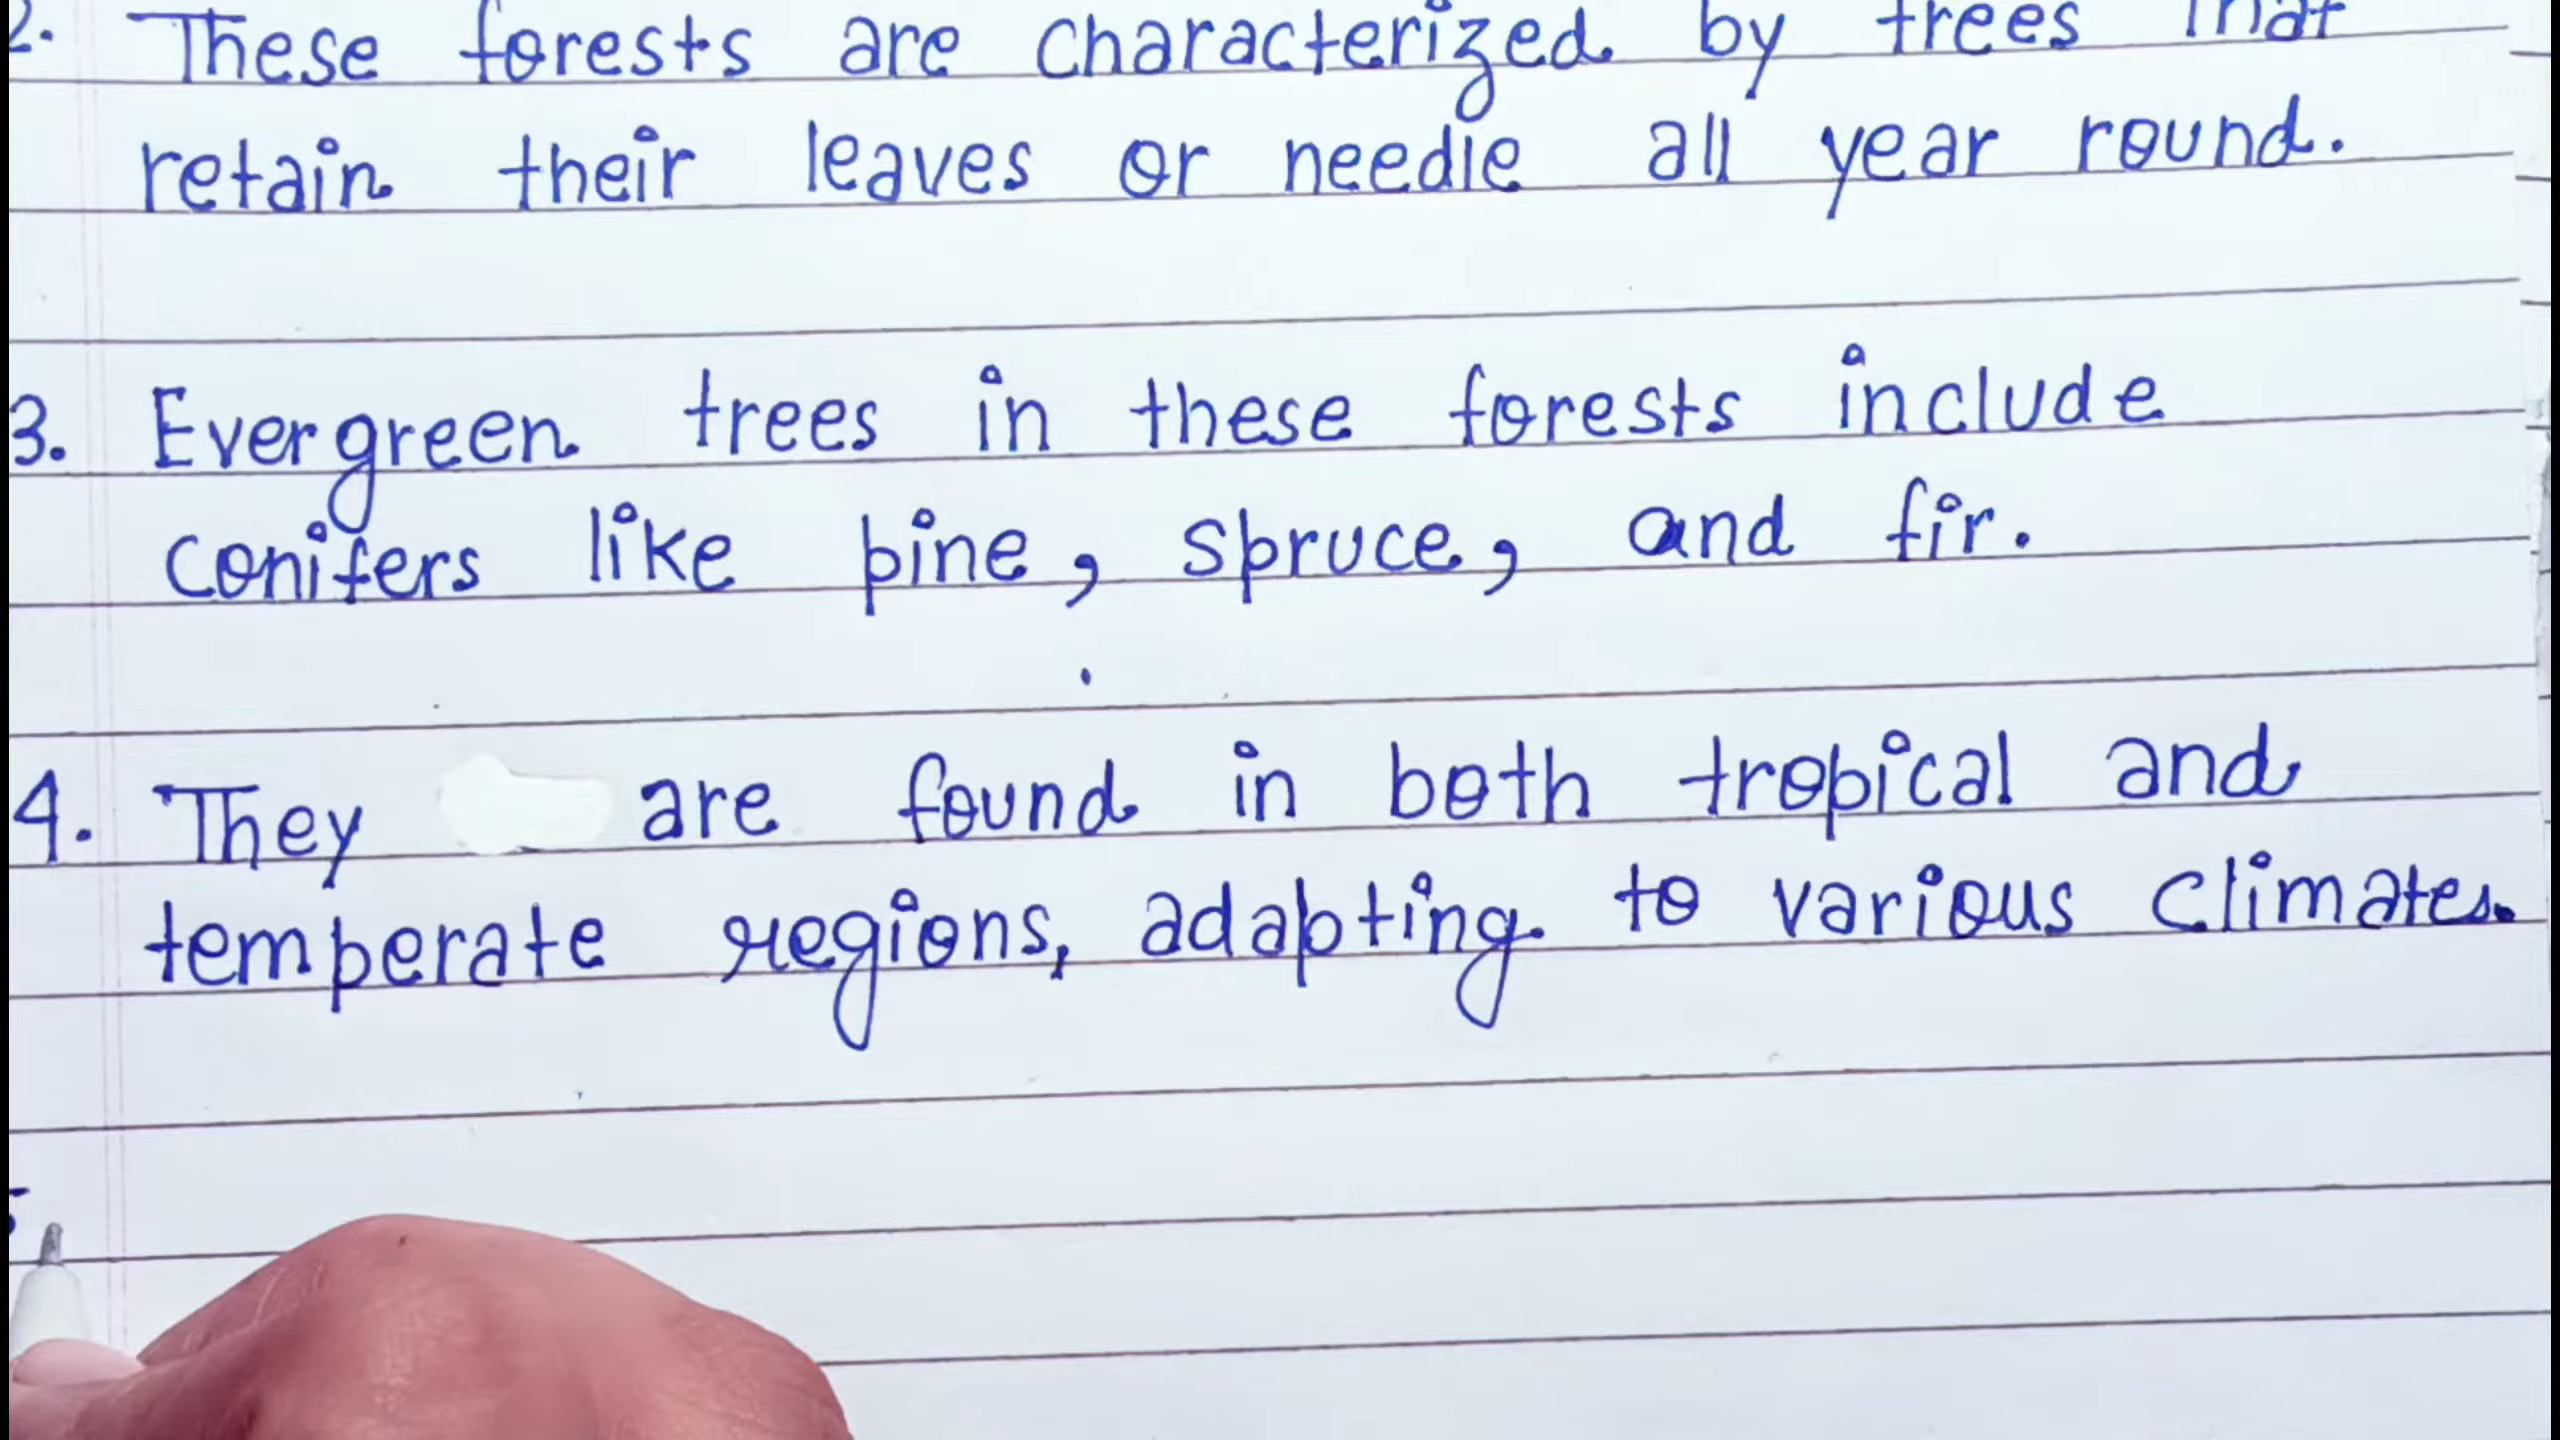 2. These forests are characterized by trees that
retain their leaves or needle all year round.
3. Evergreen trees in these forests include
conifers like pine, spruce, and fir.
4. They are found in both tropical and
temperate regions, adapting to various climates.